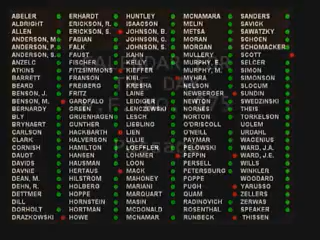 ABELER ERHARDT HUNTLEY MCNAMARA SANDERS
ALBRIGHT ERICKSON, R. ISAACSON MELIN SAVICK
ALLEN ERICKSON, S. JOHNSON, B. METSA SAWATZKY
ANDERSON, M. FABIAN JOHNSON, C. MORAN SCHOEN
ANDERSON, P. FALK JOHNSON, S. MORGAN SCHOMACKER
ANDERSON, S. FAUST KAHN MULLERY SCOTT
ANZELC FISCHER KELLY MURPHY, E. SELCER
ATKINS FRANSON KIEFFER MURPHY, M. SIMON
BARRETT FRANSON KIEL MYHRA SIMONSON
BEARD FREIBERG KRESHA NELSON SLOCUM
BENSON, J. FRITZ LAINE NEWBERGER SUNDIN
BENSON, M. GAROFALO LEIDIGER NEWTON SWEDZINSKI
BERNARDY GREEN LENCZEWSKI NORNES THEIS
BLY GRUENHAGEN LESCH NORTON TORKELSON
BRYNAERT GUNTHER LIEBLING O'DRISCOLL UGLEM
CARLSON HACKBARTH LIEN O'NEILL URDAHL
CLARK HALVERSON LILLIE PAYMAR WAGENIUS
CORNISH HAMILTON LOEFFLER PELOWSKI WARD, J.A.
DAUDT HANSEN LOHMER PEPPIN WARD, J.E.
DAVIDS HAUSMAN LOON PERSELL WILLS
DAVNIE HERTAUS MACK PETERSBURG WINKLER
DEAN, M. HILSTROM MAHONEY POPPE WOODARD
DEHN, R. HOLBERG MARIANI PUGH YARUSSO
DETTMER HOPPE MARQUART QUAM ZELLERS
DILL HORNSTEIN MASIN RADINOVICH ZERWAS
DORHOLT HORTMAN MCDONALD ROSENTHAL SPEAKER
DRAZKOWSKI HOWE MCNAMAR RUNBECK THISSEN